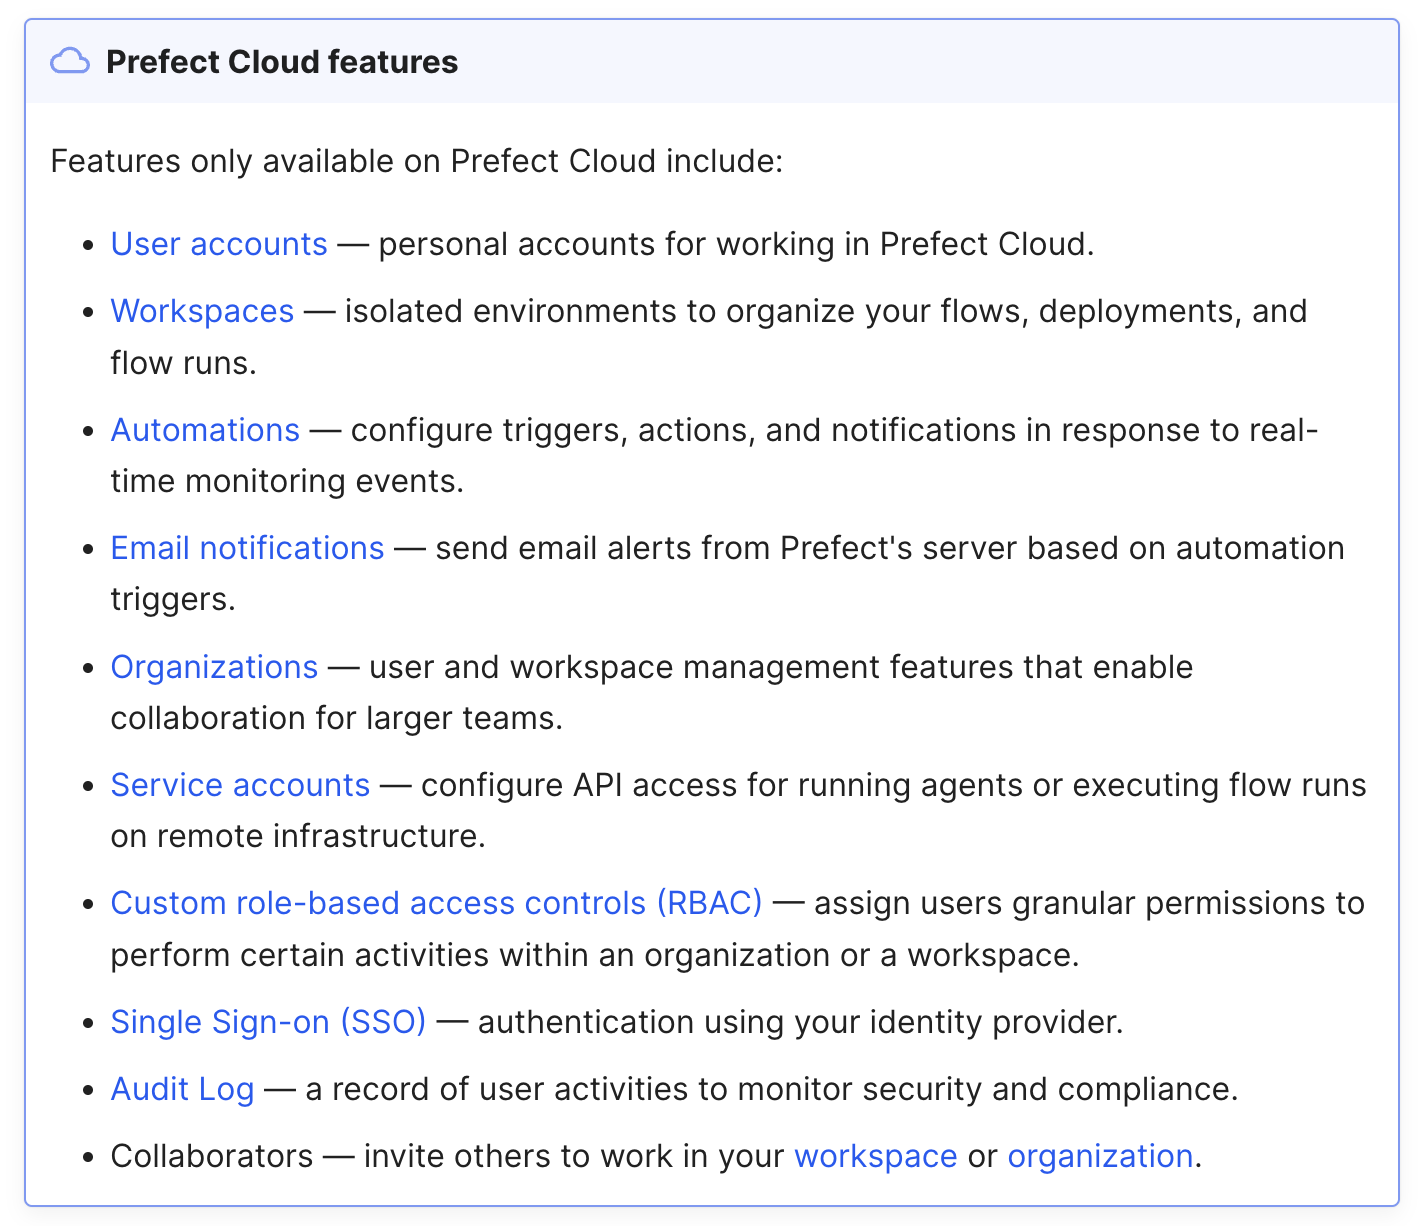 Prefect Cloud features
Features only available on Prefect Cloud include:
• User accounts — personal accounts for working in Prefect Cloud.
• Workspaces — isolated environments to organize your flows, deployments, and
flow runs.
• Automations — configure triggers, actions, and notifications in response to real-
time monitoring events.
• Email notifications — send email alerts from Prefect's server based on automation
triggers.
• Organizations — user and workspace management features that enable
collaboration for larger teams.
• Service accounts — configure API access for running agents or executing flow runs
on remote infrastructure.
• Custom role-based access controls (RBAC) — assign users granular permissions to
perform certain activities within an organization or a workspace.
• Single Sign-on (SSO) — authentication using your identity provider.
• Audit Log — a record of user activities to monitor security and compliance.
• Collaborators — invite others to work in your workspace or organization.